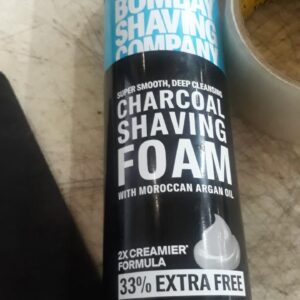 BOMBAY
SHAVING
COMPANY
SUPER SMOOTH, DEEP CLEANSING
CHARCOAL
SHAVING
FOAM
WITH MOROCCAN ARGAN OIL
2X CREAMIER*
FORMULA
33% EXTRA FREE